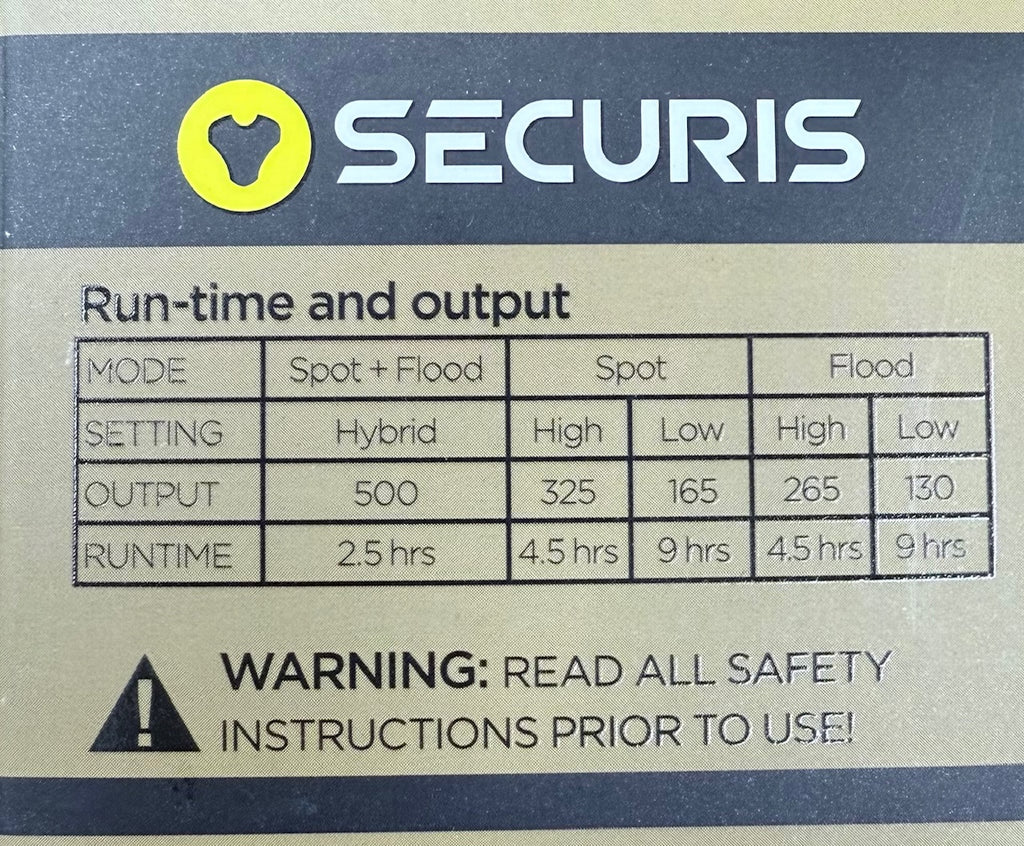 SECURIS
Run-time and output
MODE Spot + Flood Spot Flood
SETTING Hybrid High Low High Low
OUTPUT 500 325 165 265 130
RUNTIME 2.5 hrs 4.5 hrs 9 hrs 4.5 hrs 9 hrs
WARNING: READ ALL SAFETY
INSTRUCTIONS PRIOR TO USE!